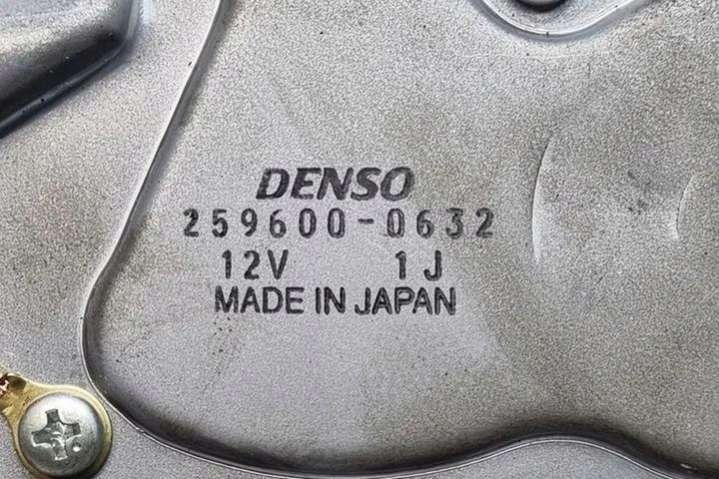 DENSO
259600-0632
12V 1J
MADE IN JAPAN